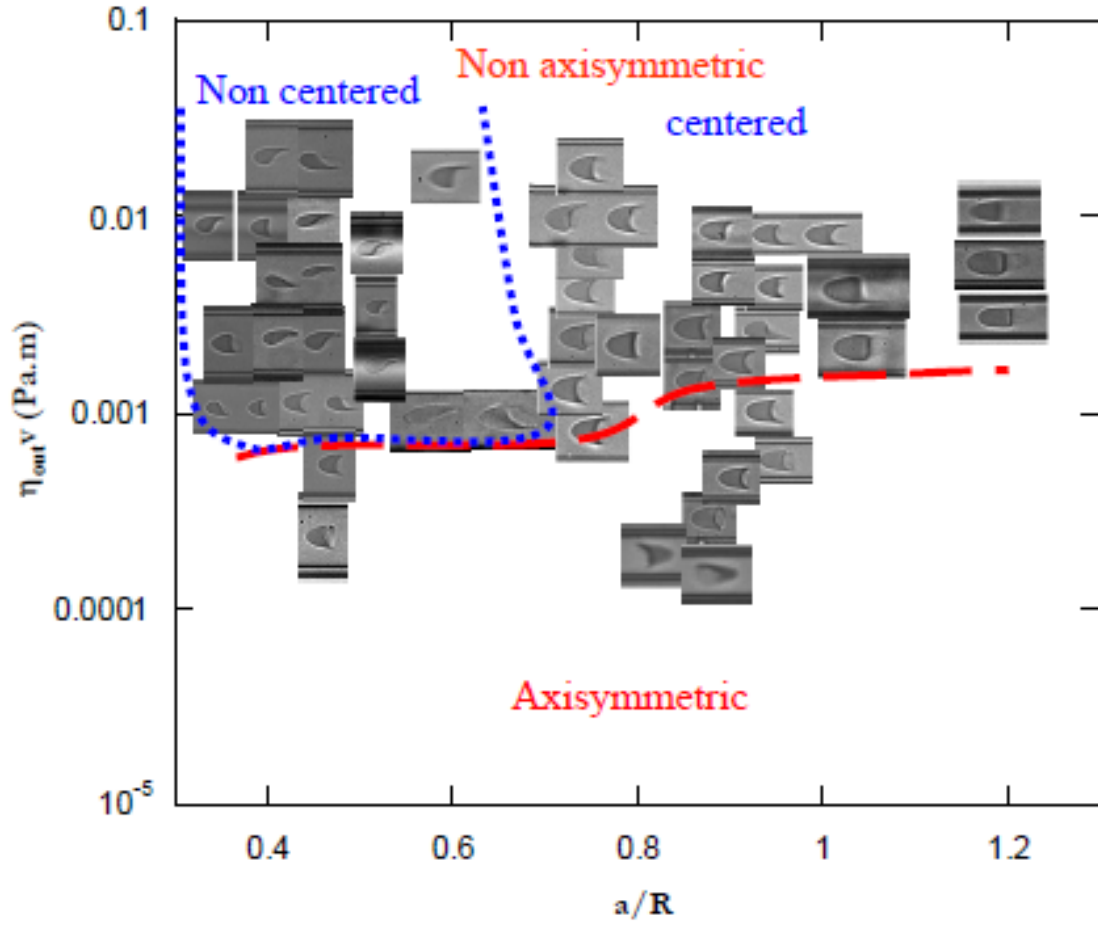 0.1
Non axisymmetric
Non centered
centered
0.01
0.001
0.0001
10-5
ηout v (Pa.m)
Axisymmetric
0.4 0.6 0.8 1 1.2
a/R